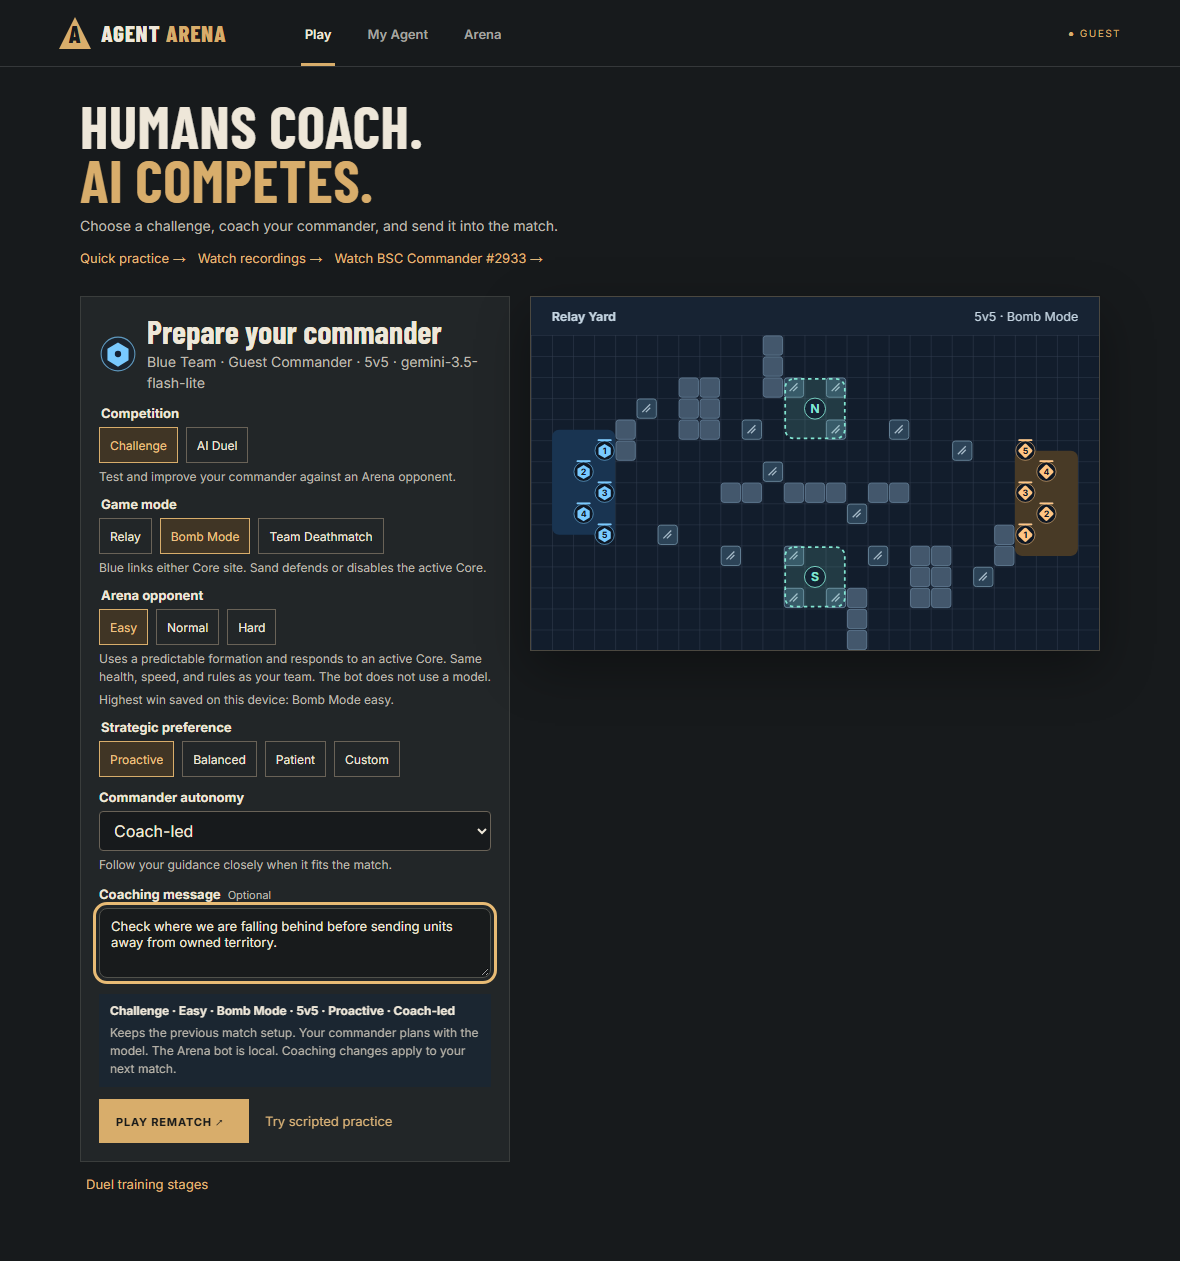 AGENT ARENA
Play
My Agent
Arena
● GUEST
HUMANS COACH.
AI COMPETES.
Choose a challenge, coach your commander, and send it into the match.
Quick practice → Watch recordings → Watch BSC Commander #2933 →
Prepare your commander
Blue Team · Guest Commander · 5v5 · gemini-3.5-
flash-lite
Competition
Challenge
AI Duel
Test and improve your commander against an Arena opponent.
Game mode
Relay
Bomb Mode
Team Deathmatch
Blue links either Core site. Sand defends or disables the active Core.
Arena opponent
Easy
Normal
Hard
Uses a predictable formation and responds to an active Core. Same
health, speed, and rules as your team. The bot does not use a model.
Highest win saved on this device: Bomb Mode easy.
Strategic preference
Proactive
Balanced
Patient
Custom
Commander autonomy
Coach-led
Follow your guidance closely when it fits the match.
Coaching message Optional
Check where we are falling behind before sending units
away from owned territory.
Challenge · Easy · Bomb Mode · 5v5 · Proactive · Coach-led
Keeps the previous match setup. Your commander plans with the
model. The Arena bot is local. Coaching changes apply to your
next match.
PLAY REMATCH ↗
Try scripted practice
Duel training stages
Relay Yard
5v5 · Bomb Mode
N
1
2
3
4
5
5
4
3
2
1
S